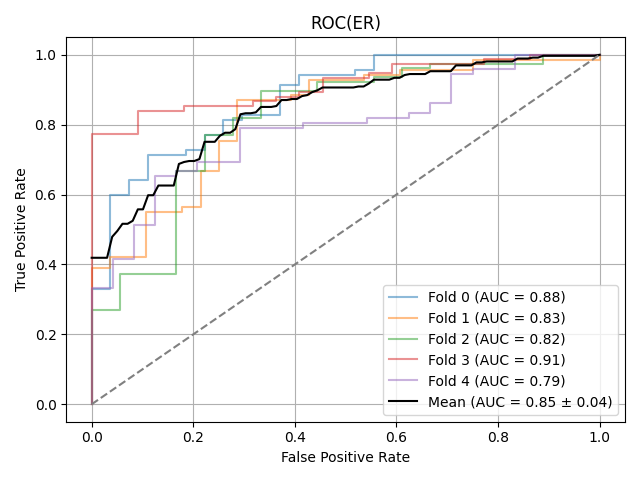 ROC(ER)
True Positive Rate
1.0
0.8
0.6
0.4
0.2
0.0
Fold 0 (AUC = 0.88)
Fold 1 (AUC = 0.83)
Fold 2 (AUC = 0.82)
Fold 3 (AUC = 0.91)
Fold 4 (AUC = 0.79)
Mean (AUC = 0.85 ± 0.04)
0.0 0.2 0.4 0.6 0.8 1.0
False Positive Rate